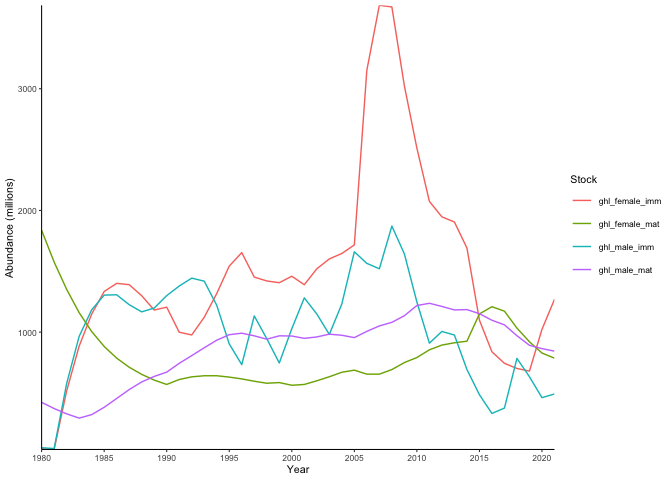 3000
2000
1000
Abundance (millions)
1980 1985 1990 1995 2000 2005 2010 2015 2020
Year
Stock
ghl_female_imm
ghl_female_mat
ghl_male_imm
ghl_male_mat